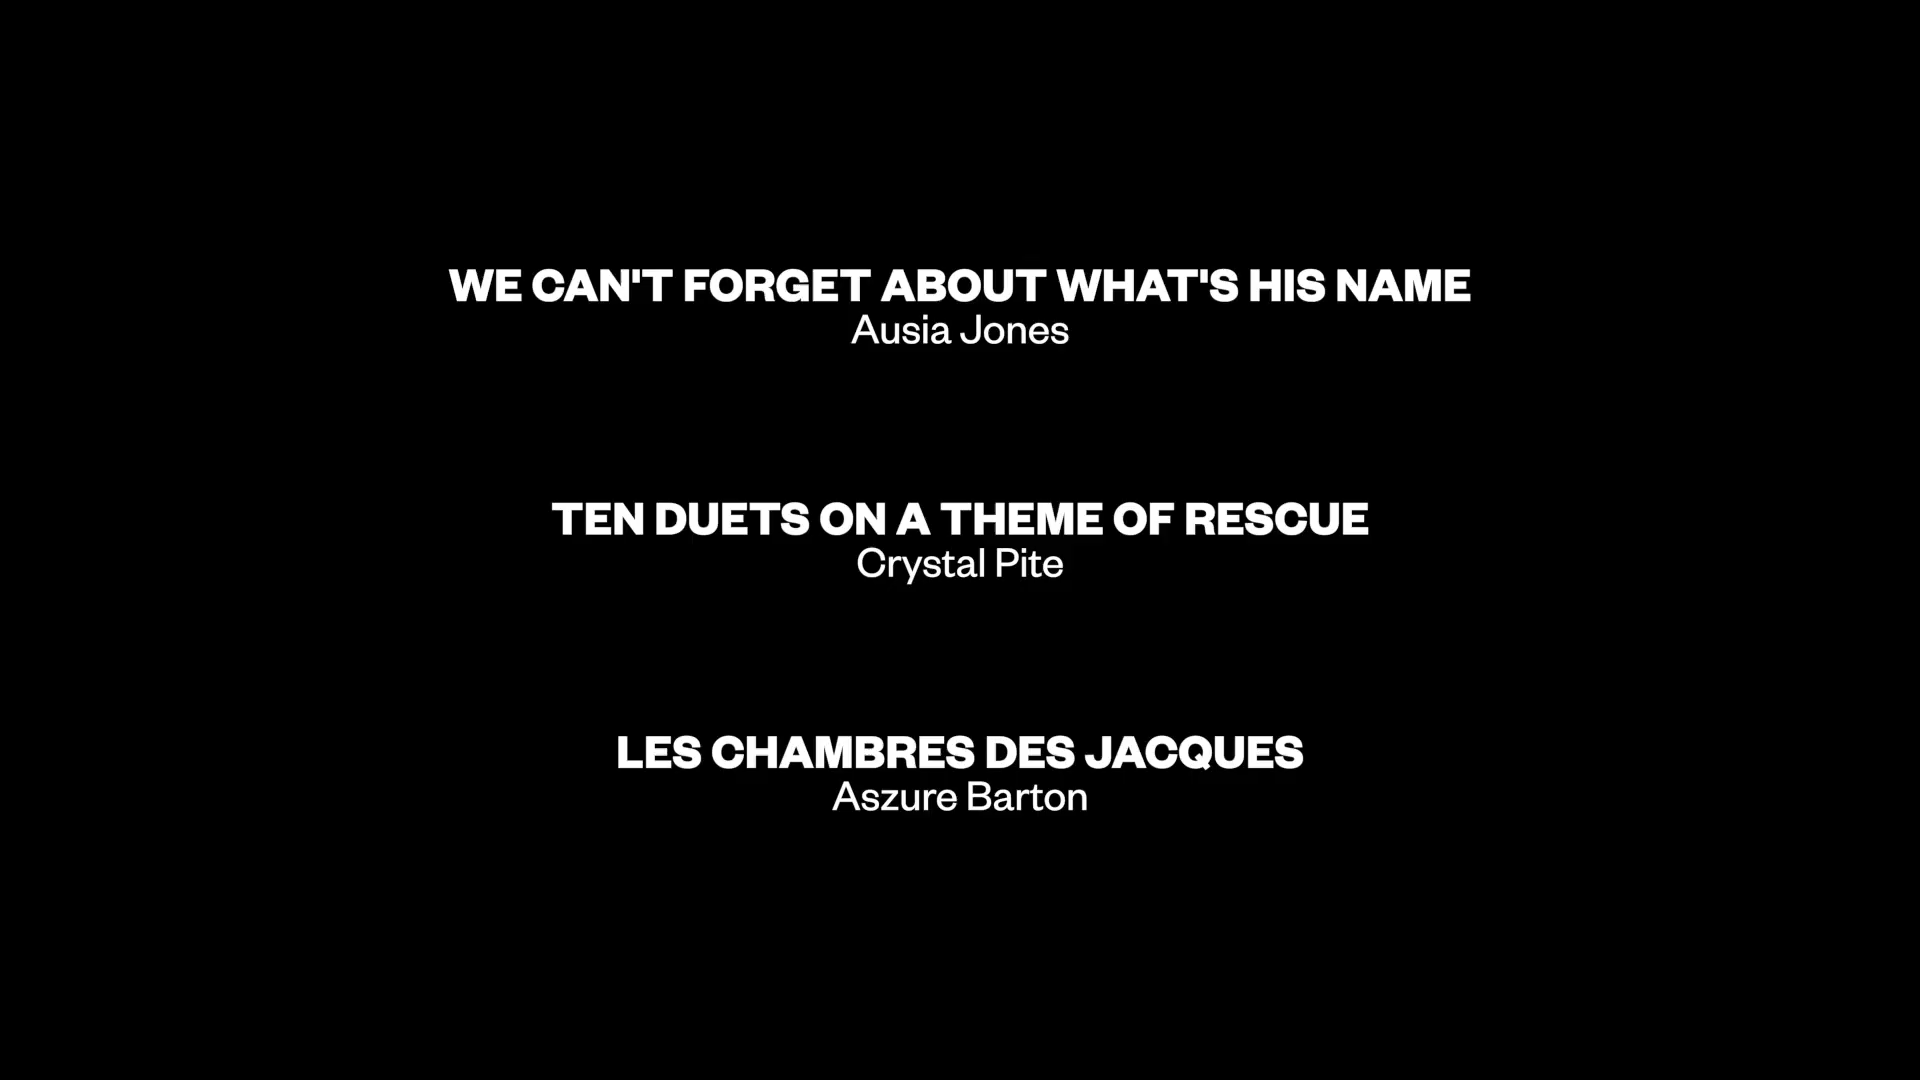 WE CAN'T FORGET ABOUT WHAT'S HIS NAME
Ausia Jones
TEN DUETS ON A THEME OF RESCUE
Crystal Pite
LES CHAMBRES DES JACQUES
Aszure Barton